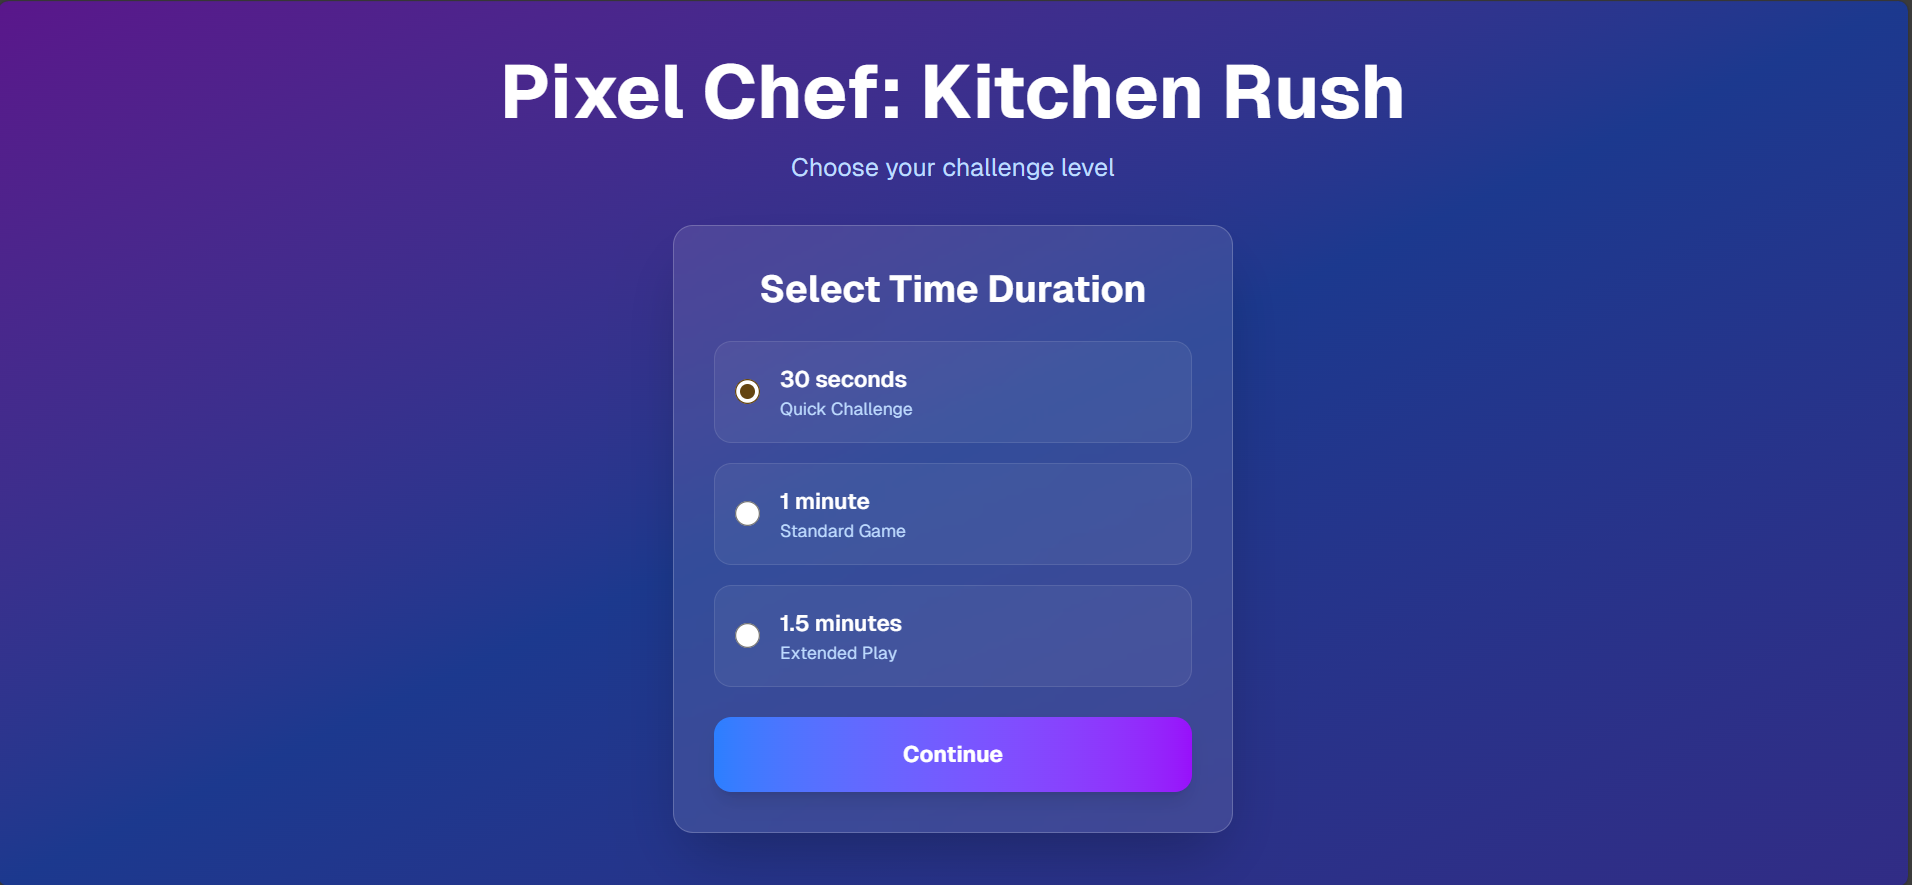 Pixel Chef: Kitchen Rush
Choose your challenge level
Select Time Duration
30 seconds
Quick Challenge
1 minute
Standard Game
1.5 minutes
Extended Play
Continue